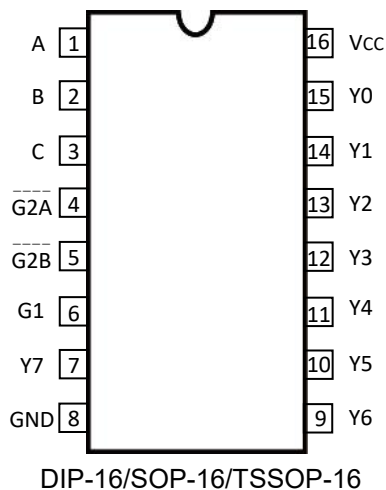 A 1 16 VCC
B 2 15 Y0
C 3 14 Y1
G2A 4 13 Y2
G2B 5 12 Y3
G1 6 11 Y4
Y7 7 10 Y5
GND 8 9 Y6
DIP-16/SOP-16/TSSOP-16